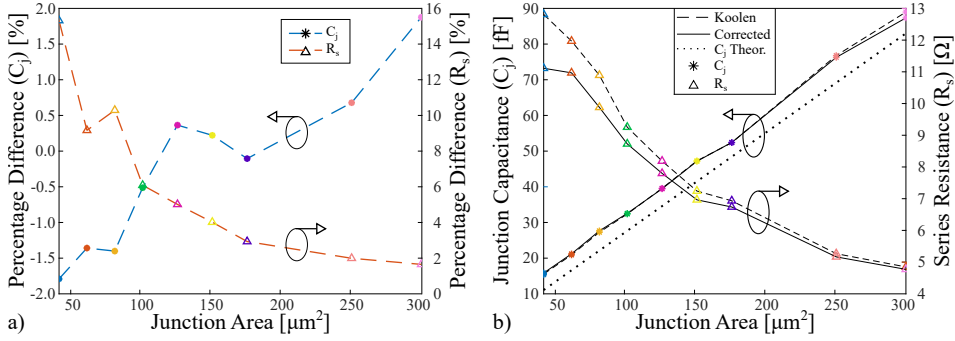 Percentage Difference (Cj) [%]
2.0
1.5
1.0
0.5
0.0
-0.5
-1.0
-1.5
-2.0
Cj
Rs
16
14
12
10
8
6
4
2
0
Percentage Difference (Rs) [%]
50 100 150 200 250 300
a) Junction Area [μm²]
Junction Capacitance (Cj) [fF]
90
80
70
60
50
40
30
20
10
Koolen
Corrected
Cj Theor.
Cj
Rs
13
12
11
10
9
8
7
6
5
4
Series Resistance (Rs) [Ω]
50 100 150 200 250 300
b) Junction Area [μm²]